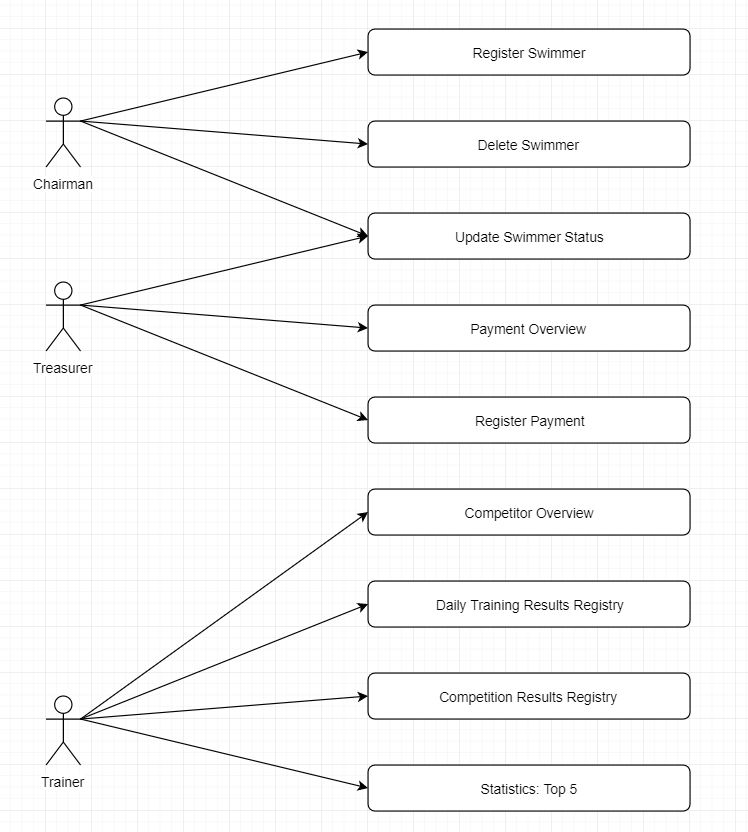 Register Swimmer
Delete Swimmer
Chairman
Update Swimmer Status
Payment Overview
Treasurer
Register Payment
Competitor Overview
Daily Training Results Registry
Competition Results Registry
Trainer
Statistics: Top 5